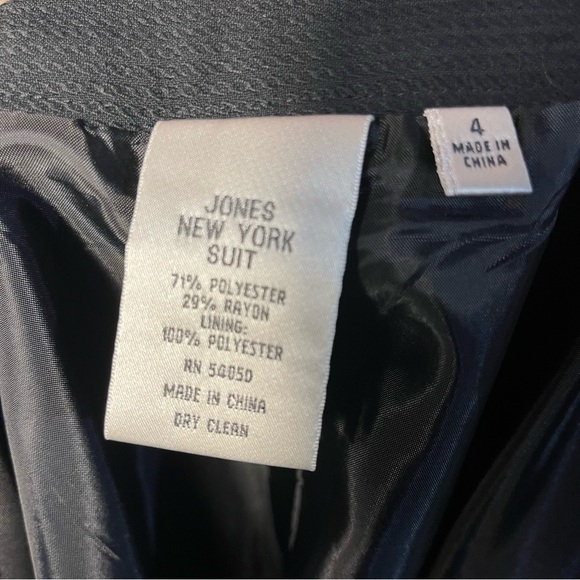 JONES
NEW YORK
SUIT
71% POLYESTER
29% RAYON
LINING:
100% POLYESTER
RN 54050
MADE IN CHINA
DRY CLEAN
4
MADE IN
CHINA